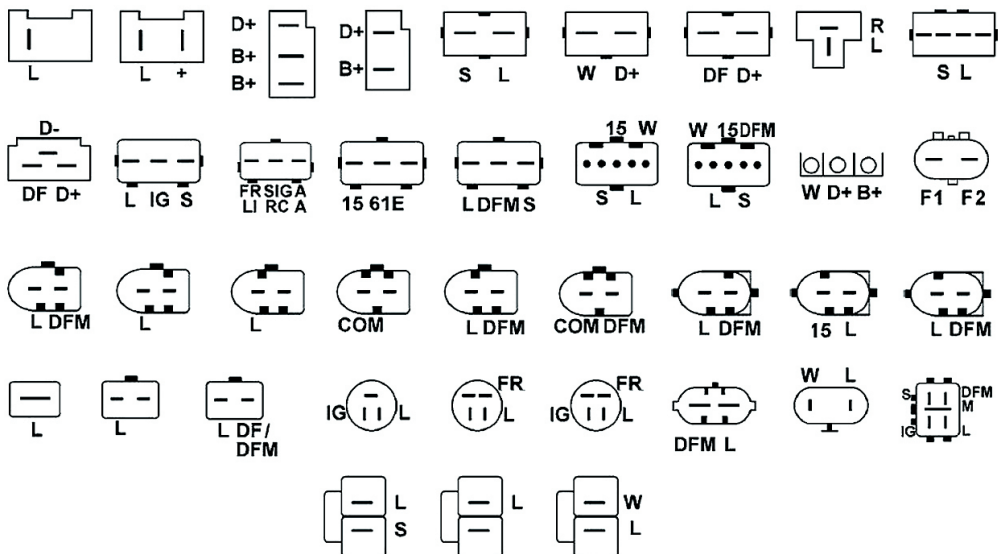 L
L +
D+
B+
B+
D+
B+
S L
W D+
DF D+
R
L
S L
D-
DF D+
L IG S
FR SIG A
LI RC A
15 61E
L DFM S
15 W
S L
W 15DFM
L S
W D+ B+
F1 F2
L DFM
L
L
COM
L DFM
COM DFM
L DFM
15 L
L DFM
L
L
L DF/
DFM
IG L
FR
L
FR
IG L
DFM L
W L
S DFM
M
IG L
L
S
L
W
L